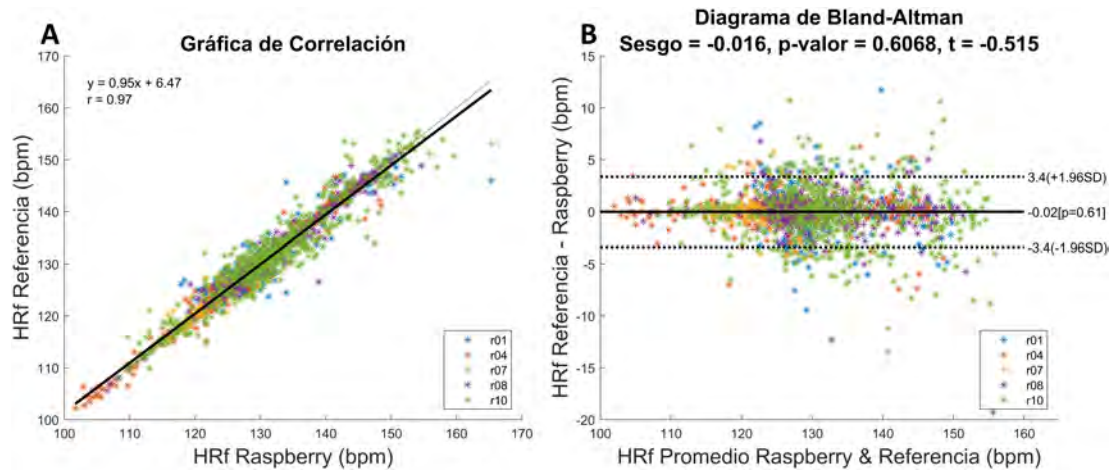 A
Gráfica de Correlación
y = 0.95x + 6.47
r = 0.97
HRf Referencia (bpm)
170
160
150
140
130
120
110
100
100 110 120 130 140 150 160 170
HRf Raspberry (bpm)
r01
r04
r07
r08
r10
B
Diagrama de Bland-Altman
Sesgo = -0.016, p-valor = 0.6068, t = -0.515
HRf Referencia - Raspberry (bpm)
15
10
5
0
-5
-10
-15
-20
3.4(+1.96SD)
-0.02[p=0.61]
-3.4(-1.96SD)
100 110 120 130 140 150 160
HRf Promedio Raspberry & Referencia (bpm)
r01
r04
r07
r08
r10